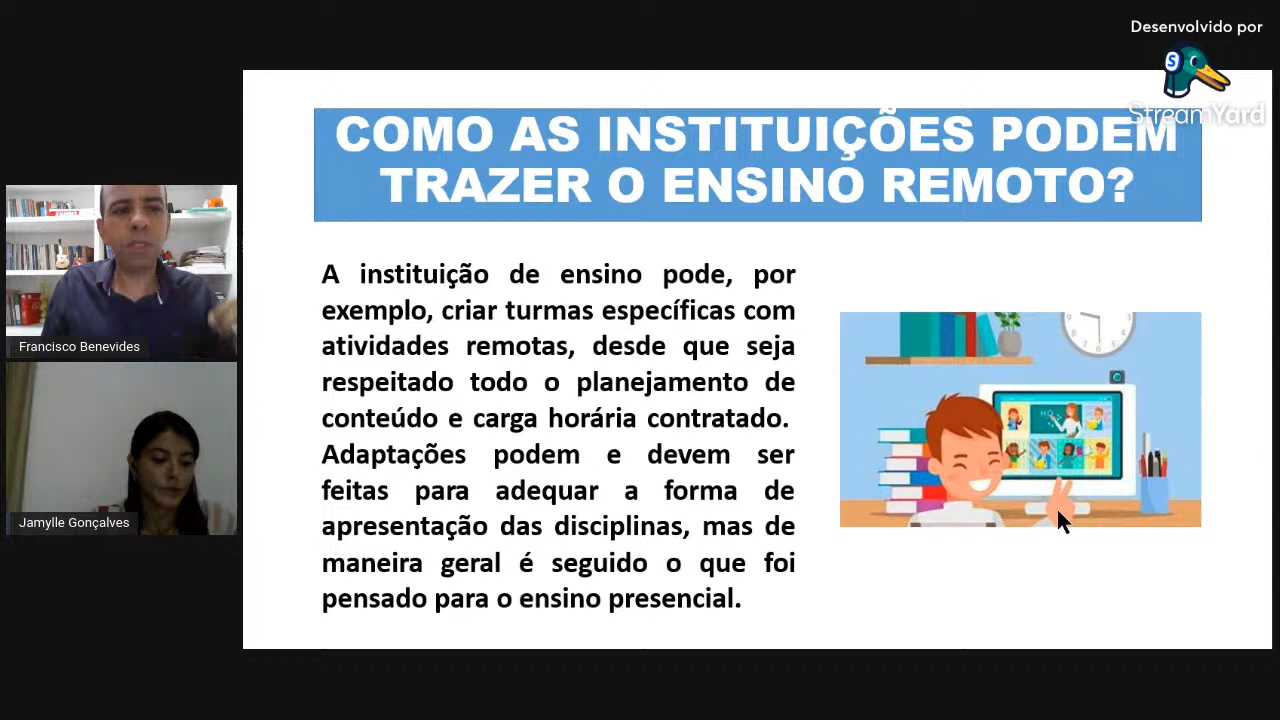 Desenvolvido por
StreamYard
COMO AS INSTITUIÇÕES PODEM
TRAZER O ENSINO REMOTO?
A instituição de ensino pode, por
exemplo, criar turmas específicas com
atividades remotas, desde que seja
respeitado todo o planejamento de
conteúdo e carga horária contratado.
Adaptações podem e devem ser
feitas para adequar a forma de
apresentação das disciplinas, mas de
maneira geral é seguido o que foi
pensado para o ensino presencial.
Francisco Benevides
Jamylle Gonçalves